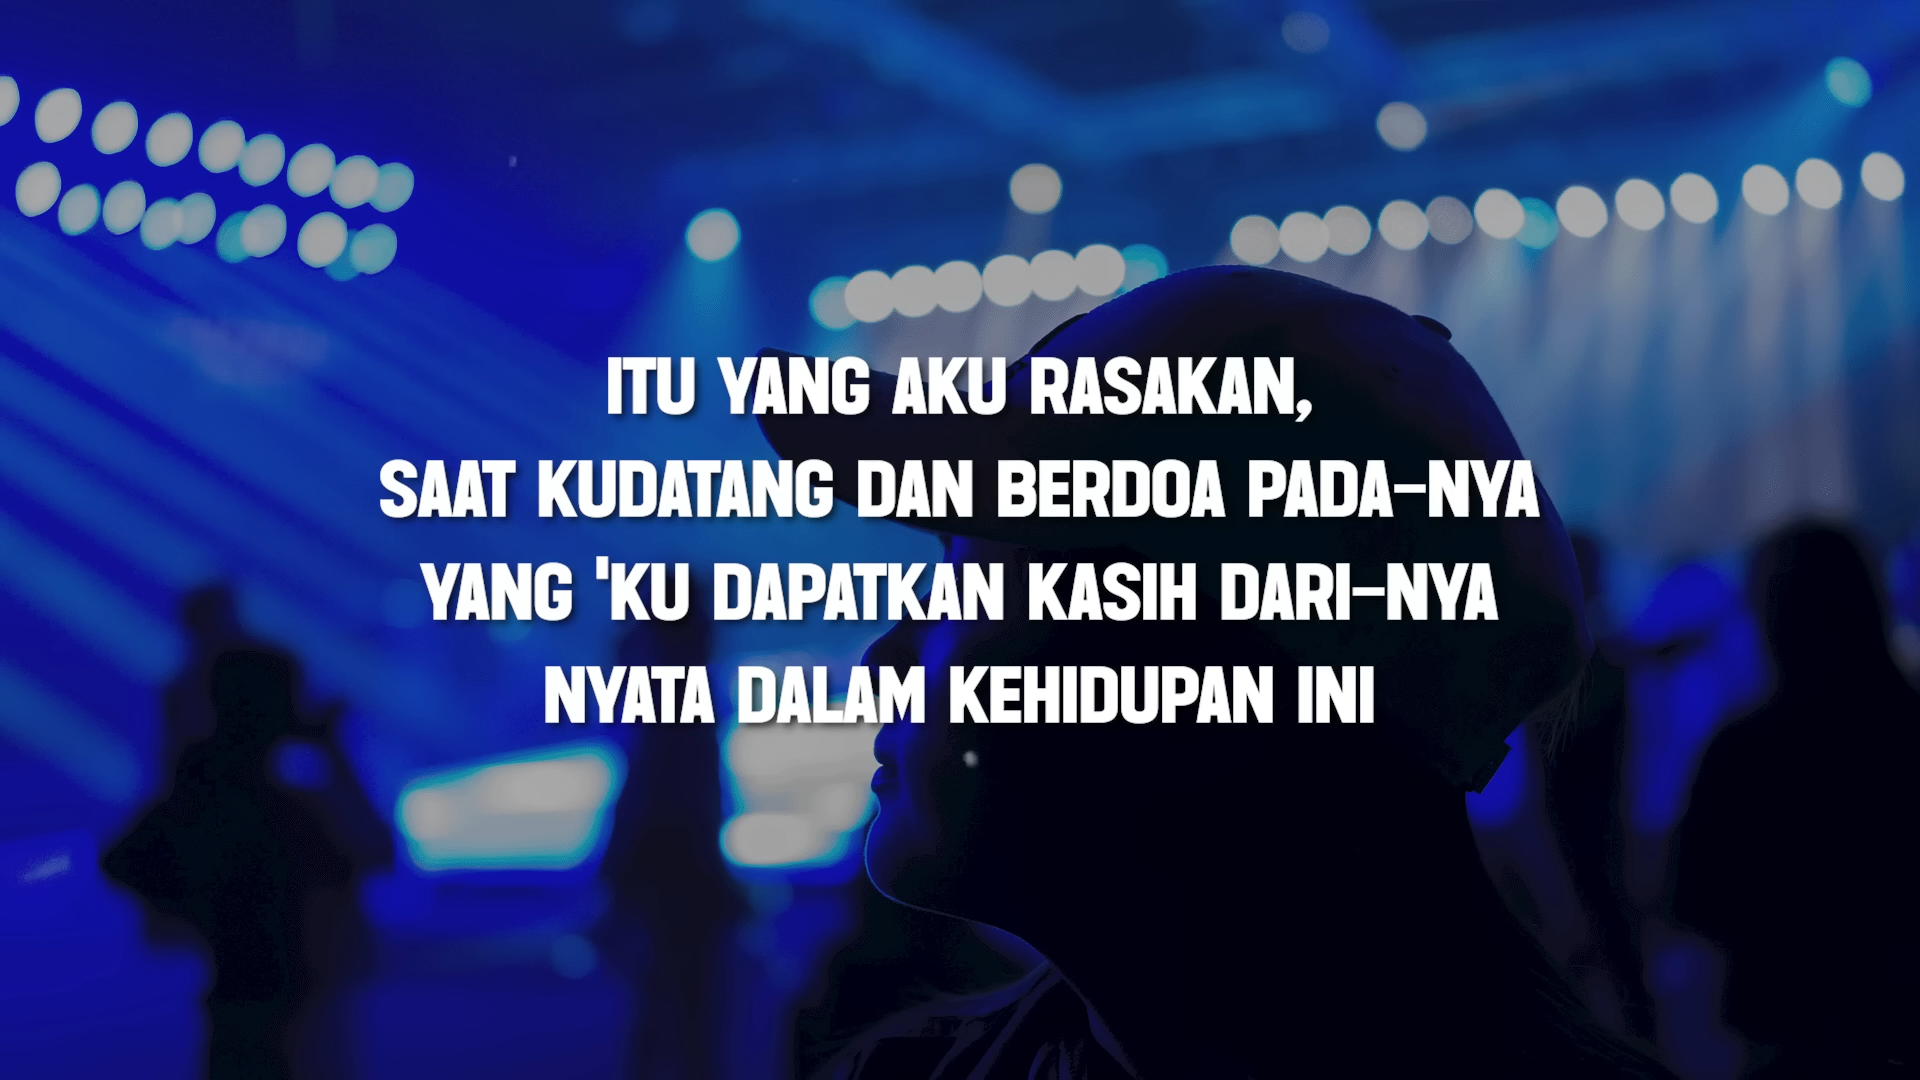 ITU YANG AKU RASAKAN,
SAAT KUDATANG DAN BERDOA PADA-NYA
YANG 'KU DAPATKAN KASIH DARI-NYA
NYATA DALAM KEHIDUPAN INI